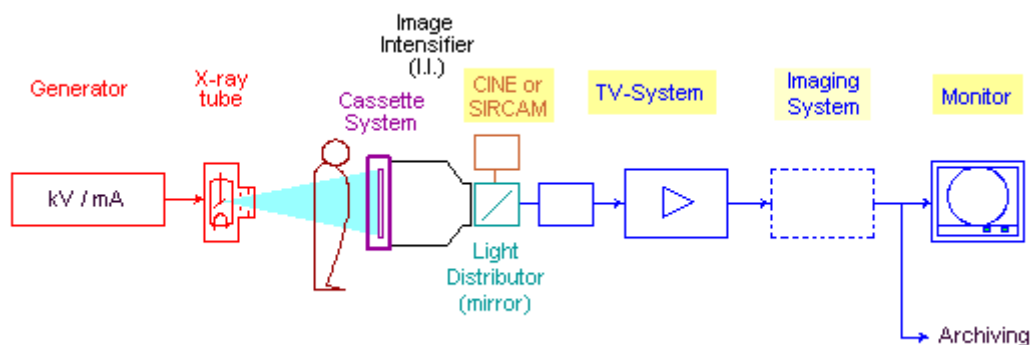 Generator
X-ray
tube
Image
Intensifier
(I.I.)
Cassette
System
CINE or
SIRCAM
TV-System
Imaging
System
Monitor
kV / mA
Light
Distributor
(mirror)
Archiving